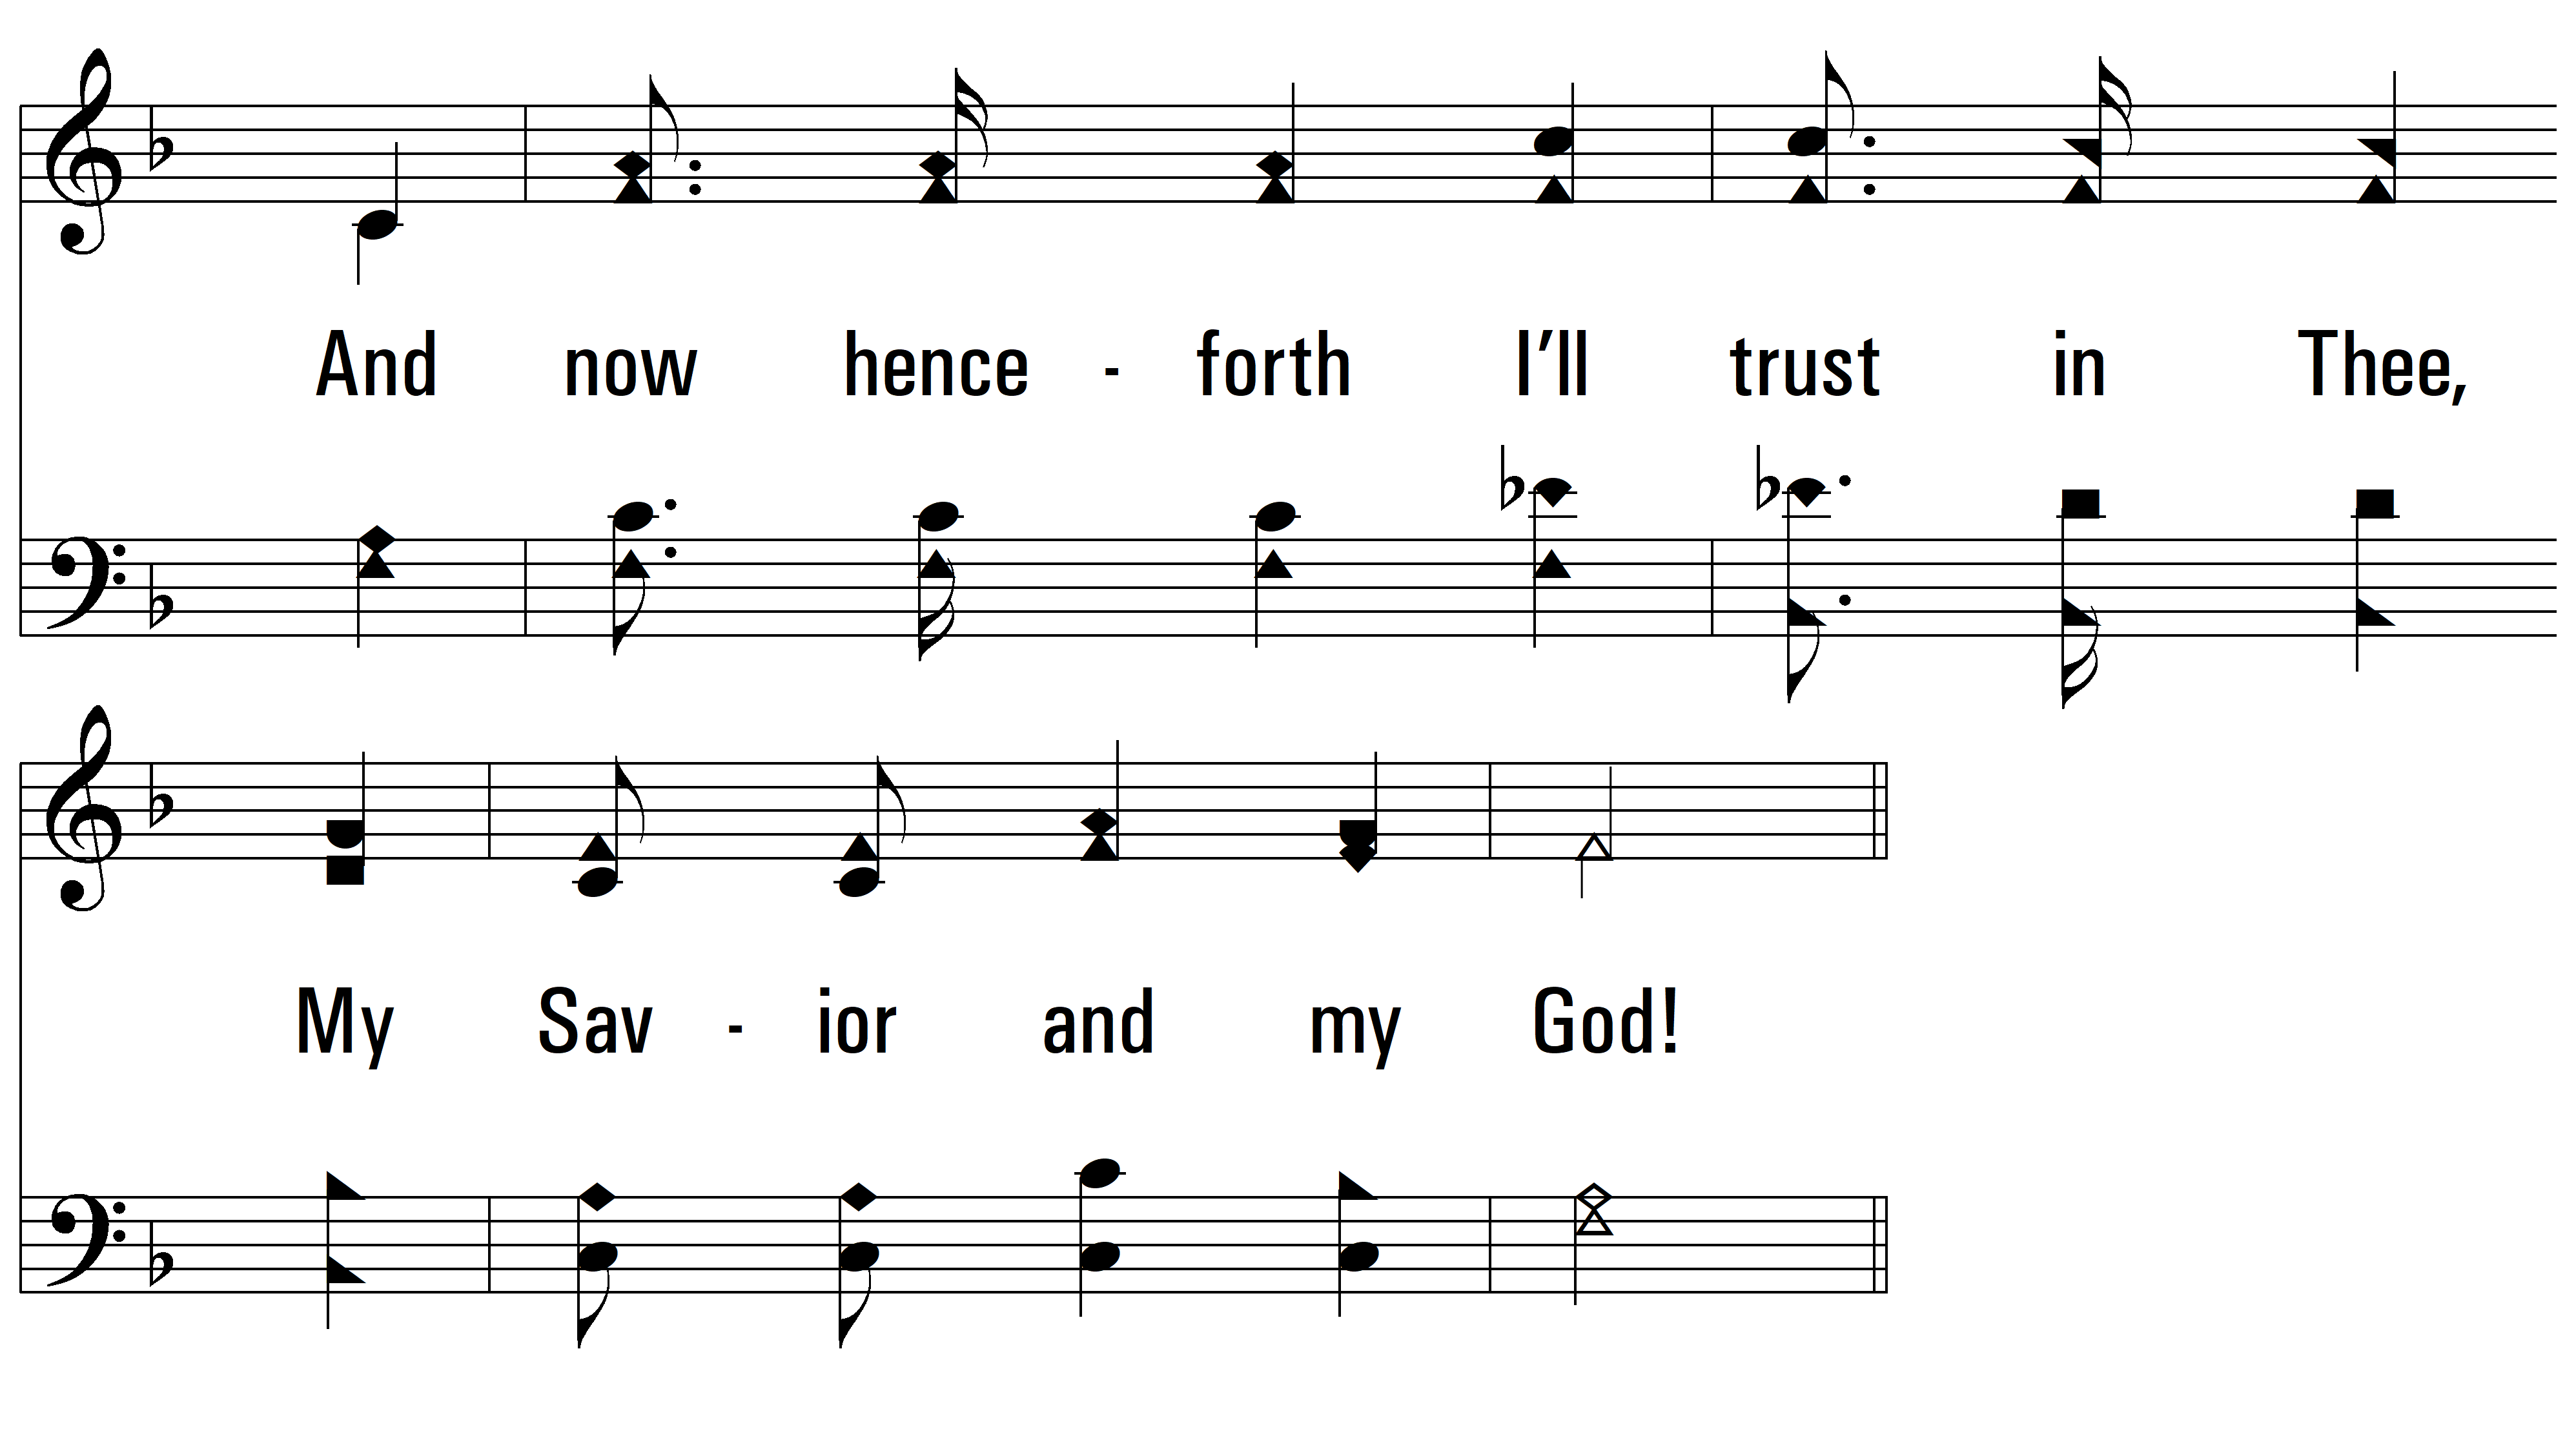 And now hence - forth I’ll trust in Thee,
My Sav - ior and my God!